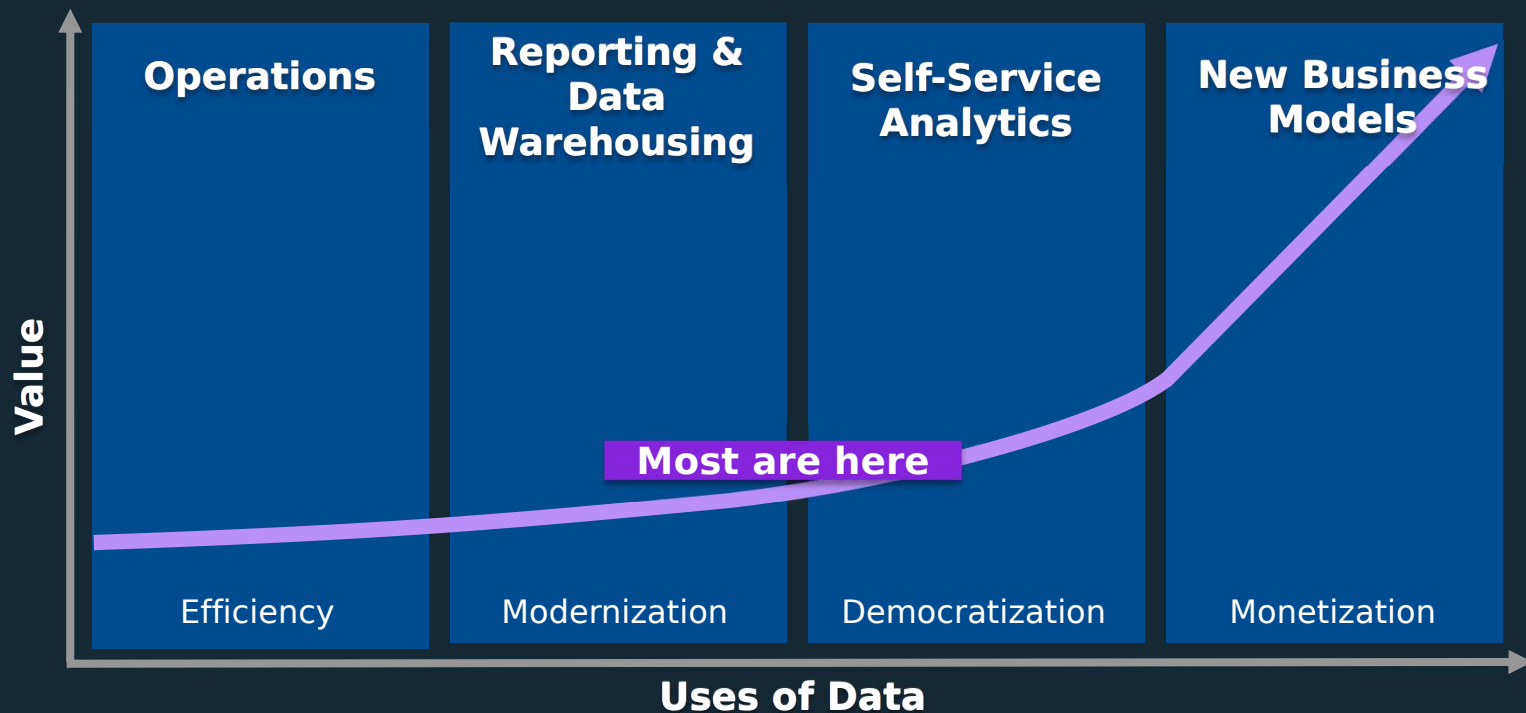 Operations
Reporting &
Data
Warehousing
Self-Service
Analytics
New Business
Models
Value
Most are here
Efficiency
Modernization
Democratization
Monetization
Uses of Data